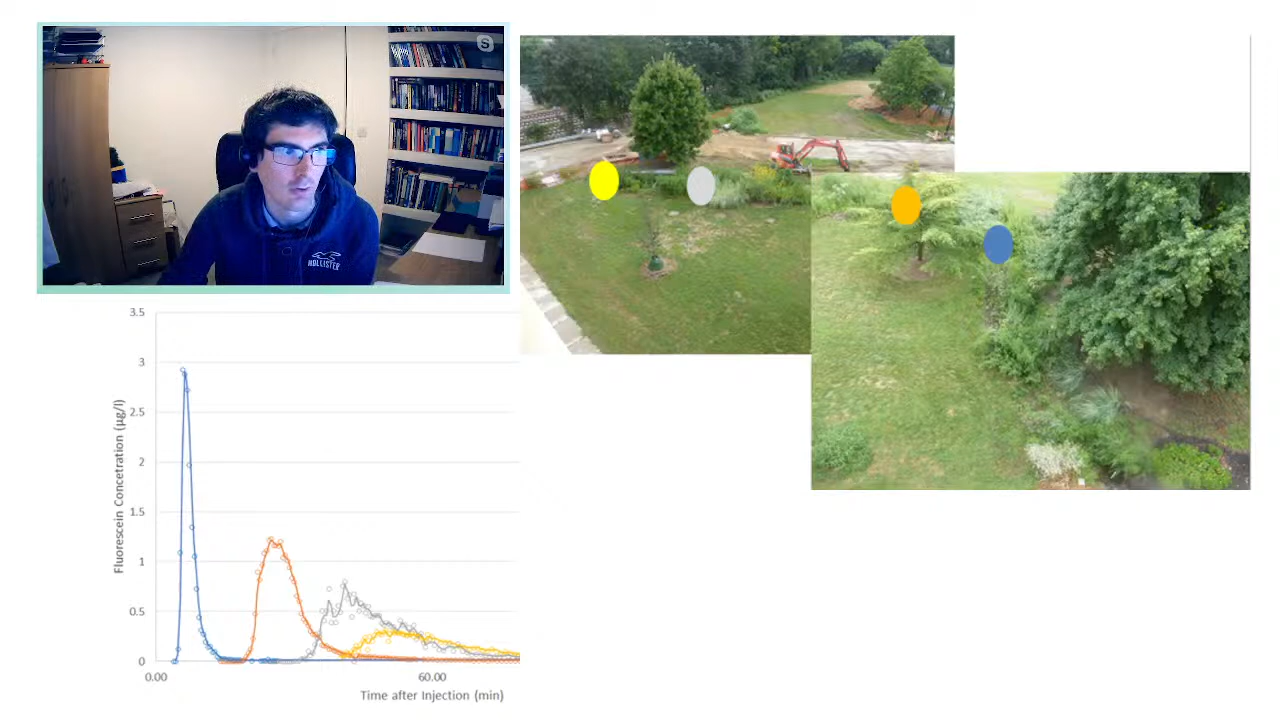 S
HOLLISTER
3.5
3
2.5
2
1.5
1
0.5
0
Fluorescein Concetration (µg/l)
0.00
60.00
Time after Injection (min)